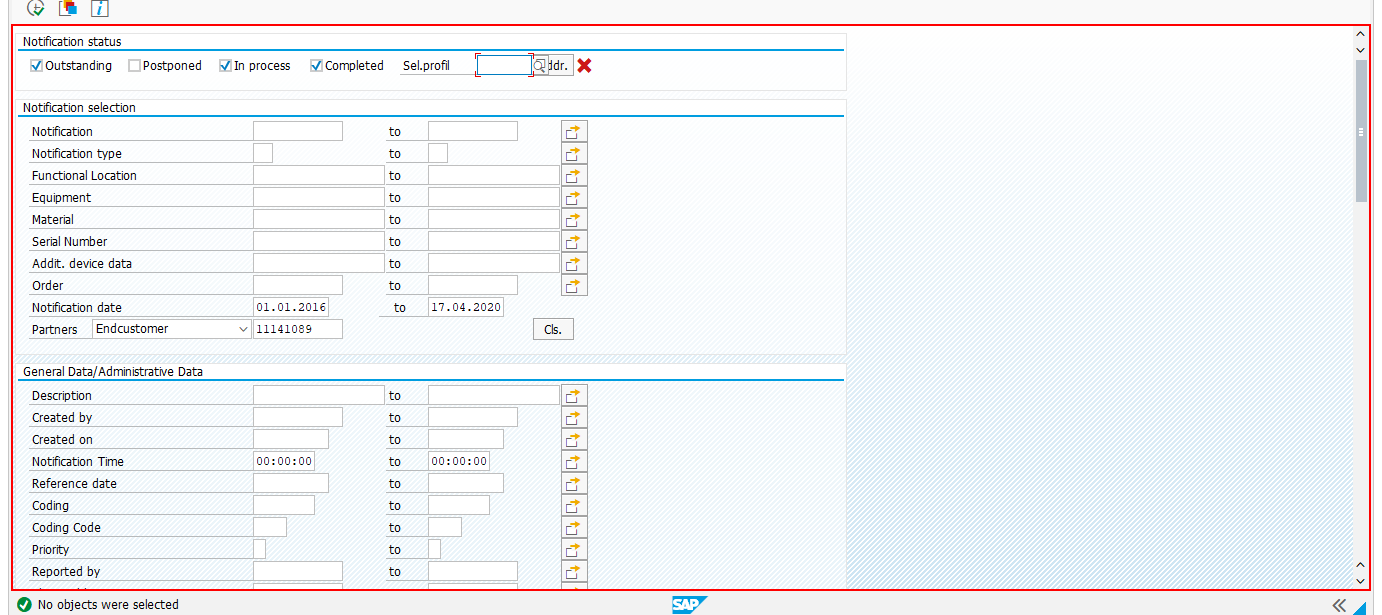 Notification status
Outstanding Postponed In process Completed Sel.profil ddr.
Notification selection
Notification to
Notification type to
Functional Location to
Equipment to
Material to
Serial Number to
Addit. device data to
Order to
Notification date 01.01.2016 to 17.04.2020
Partners Endcustomer 11141089 Cls.
General Data/Administrative Data
Description to
Created by to
Created on to
Notification Time 00:00:00 to 00:00:00
Reference date to
Coding to
Coding Code to
Priority to
Reported by to
No objects were selected SAP